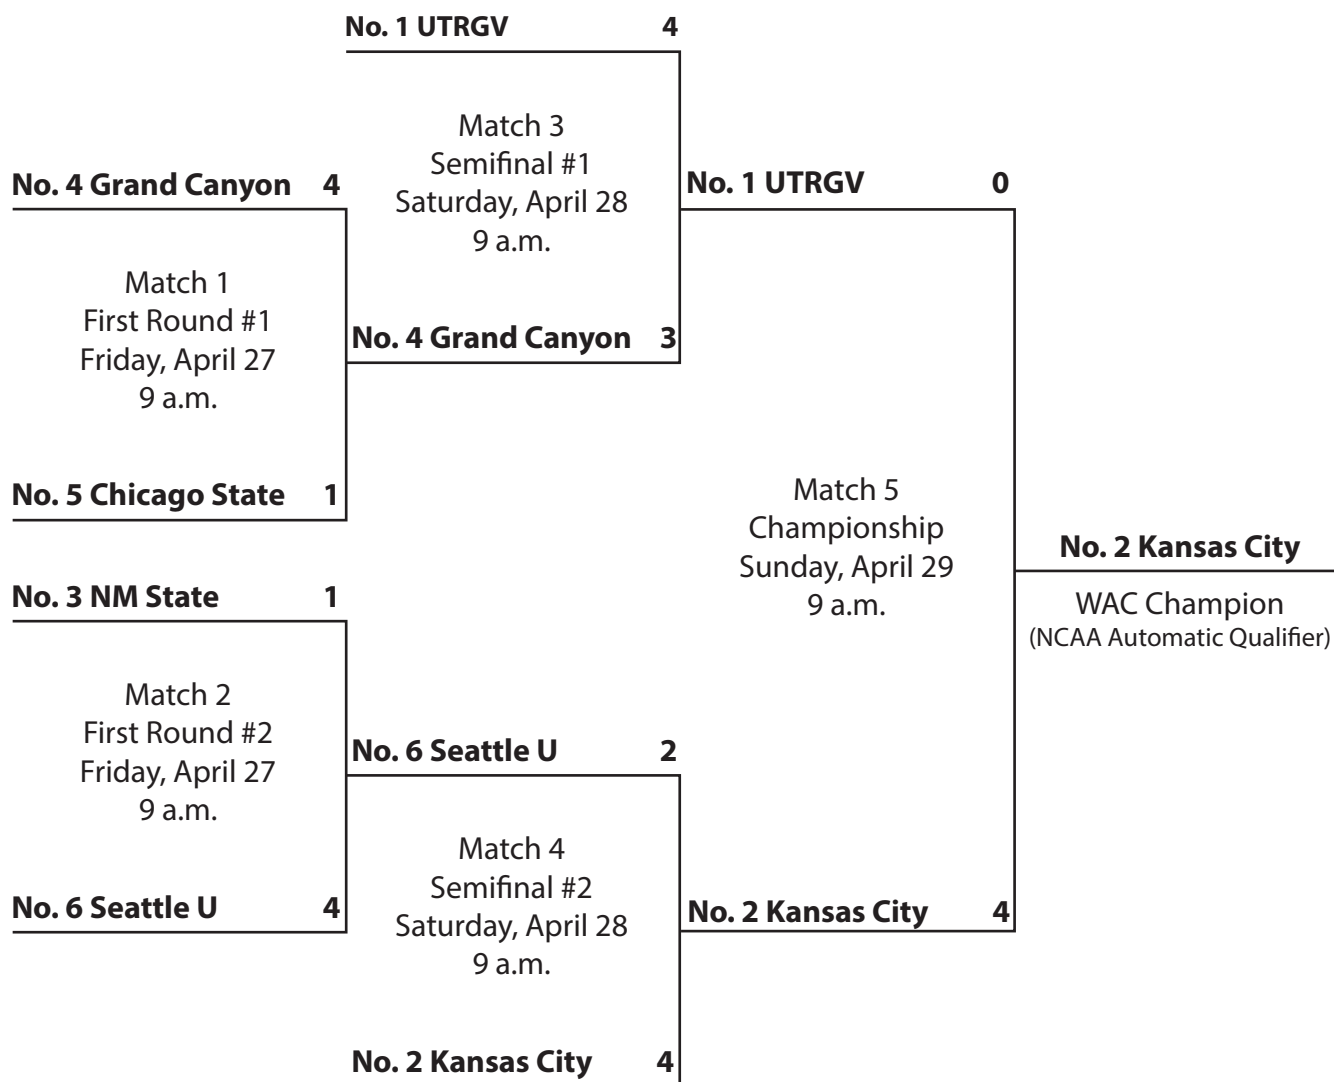 No. 1 UTRGV 4
Match 3
Semifinal #1
Saturday, April 28
9 a.m.
No. 4 Grand Canyon 4
Match 1
First Round #1
Friday, April 27
9 a.m.
No. 4 Grand Canyon 3
No. 1 UTRGV 0
No. 5 Chicago State 1
Match 5
Championship
Sunday, April 29
9 a.m.
No. 2 Kansas City
WAC Champion
(NCAA Automatic Qualifier)
No. 3 NM State 1
Match 2
First Round #2
Friday, April 27
9 a.m.
No. 6 Seattle U 2
No. 6 Seattle U 4
Match 4
Semifinal #2
Saturday, April 28
9 a.m.
No. 2 Kansas City 4
No. 2 Kansas City 4